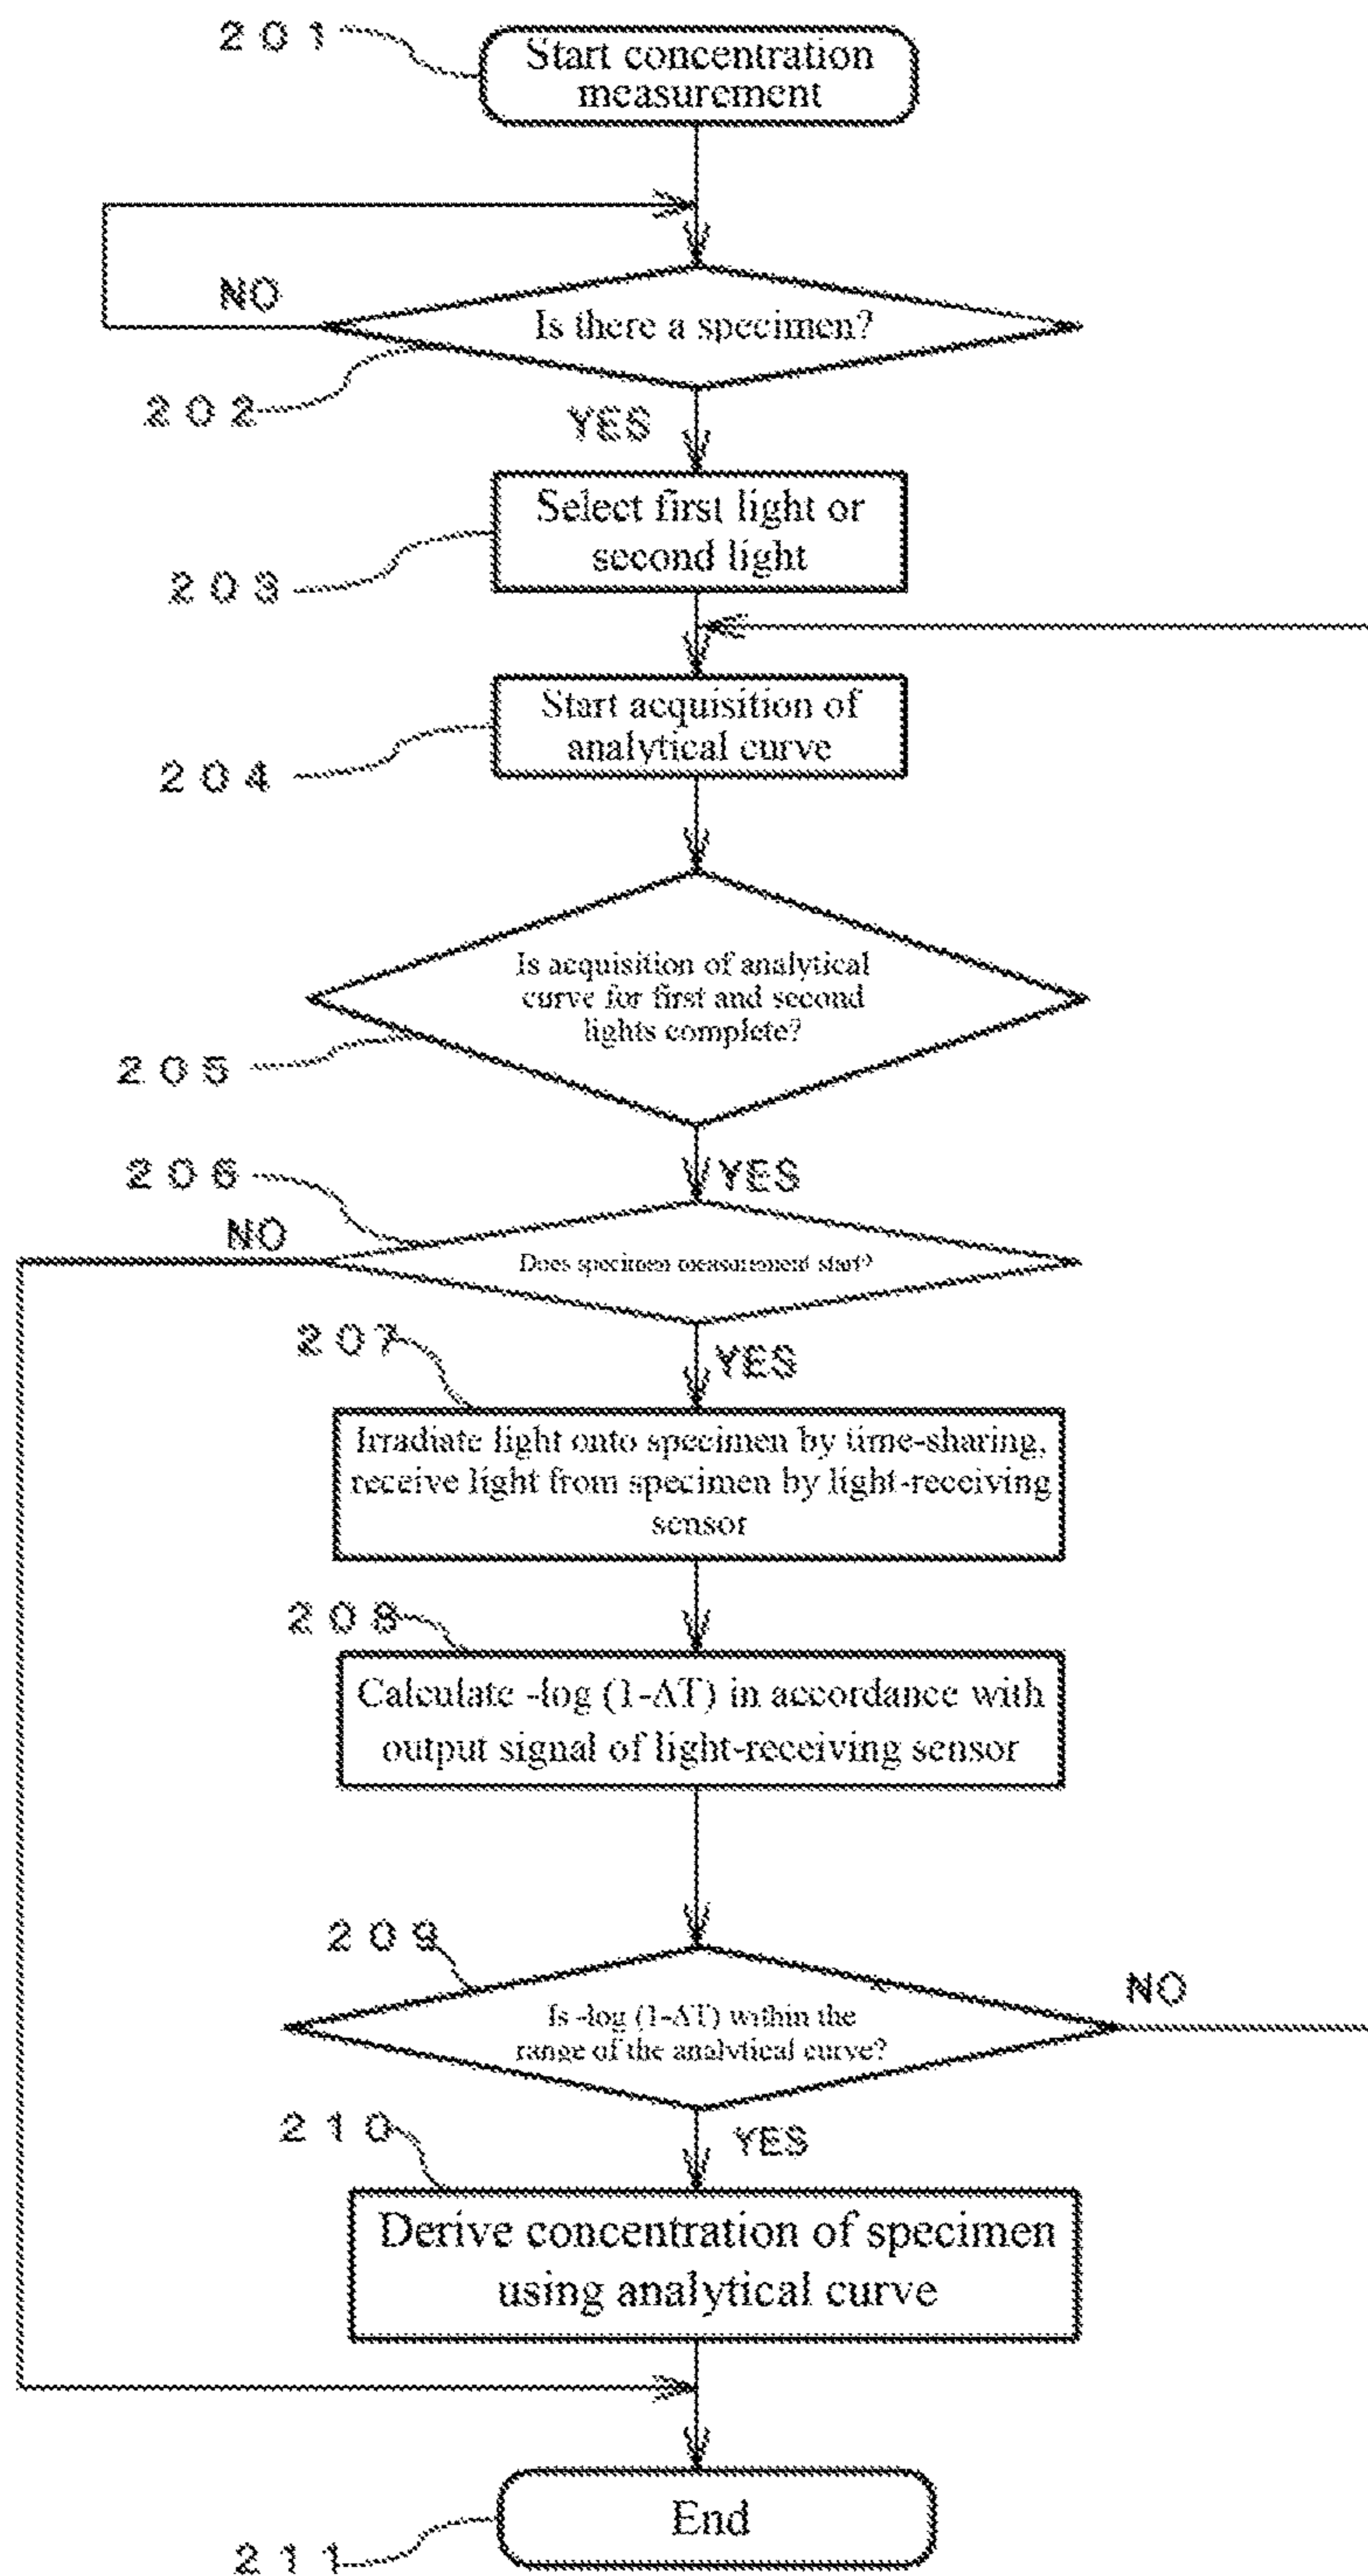 201
Start concentration
measurement
NO
Is there a specimen?
202
YES
Select first light or
second light
203
Start acquisition of
analytical curve
204
Is acquisition of analytical
curve for first and second
lights complete?
205
YES
206
NO
Does specimen measurement start?
207
YES
Irradiate light onto specimen by time-sharing,
receive light from specimen by light-receiving
sensor
208
Calculate -log (1-ΔT) in accordance with
output signal of light-receiving sensor
209
NO
Is -log (1-ΔT) within the
range of the analytical curve?
210
YES
Derive concentration of specimen
using analytical curve
End
211